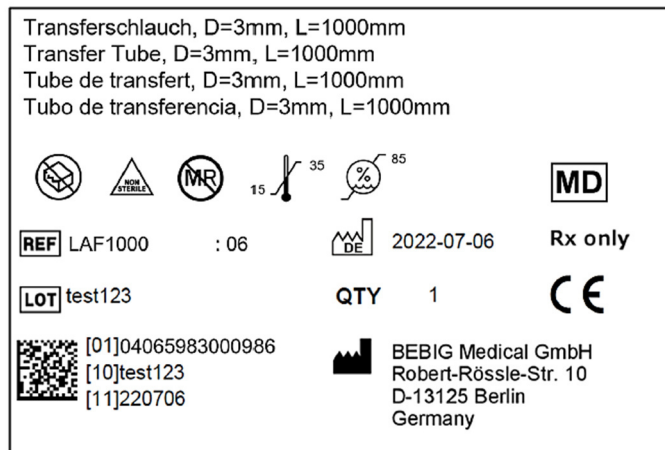 Transferschlauch, D=3mm, L=1000mm
Transfer Tube, D=3mm, L=1000mm
Tube de transfert, D=3mm, L=1000mm
Tubo de transferencia, D=3mm, L=1000mm
NON STERILE MR 15 35 % 85 MD
REF LAF1000 : 06 DE 2022-07-06 Rx only
LOT test123 QTY 1 CE
[01]04065983000986
[10]test123
[11]220706
BEBIG Medical GmbH
Robert-Rössle-Str. 10
D-13125 Berlin
Germany